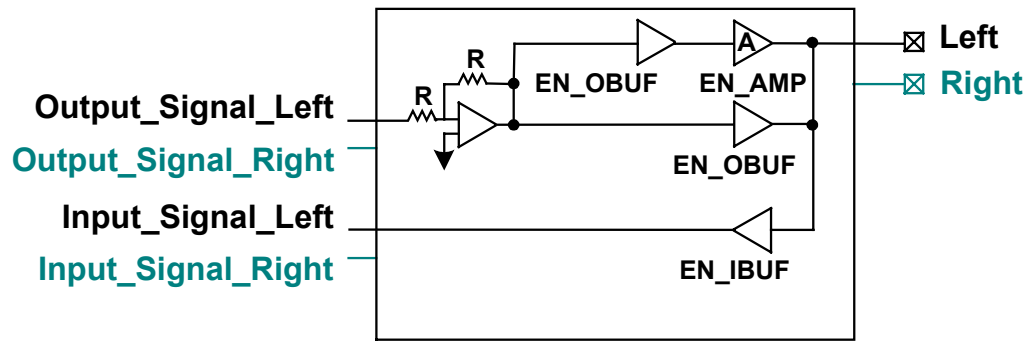 Left
R
A
EN_OBUF EN_AMP
Right
R
Output_Signal_Left
Output_Signal_Right
EN_OBUF
Input_Signal_Left
Input_Signal_Right
EN_IBUF